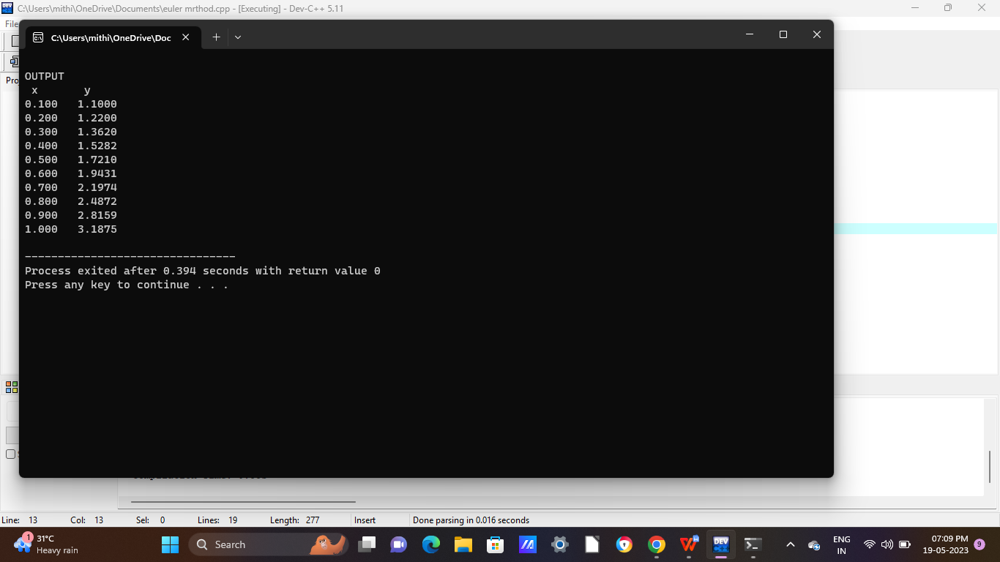 C:\Users\mithi\OneDrive\Documents\euler mrthod.cpp - [Executing] - Dev-C++ 5.11
File
C:\Users\mithi\OneDrive\Doc
OUTPUT
x y
0.100 1.1000
0.200 1.2200
0.300 1.3620
0.400 1.5282
0.500 1.7210
0.600 1.9431
0.700 2.1974
0.800 2.4872
0.900 2.8159
1.000 3.1875
--------------------------------
Process exited after 0.394 seconds with return value 0
Press any key to continue . . .
Line: 13 Col: 13 Sel: 0 Lines: 19 Length: 277 Insert Done parsing in 0.016 seconds
1
31°C
Heavy rain
Search
DEV
ENG
IN
07:09 PM
19-05-2023
9